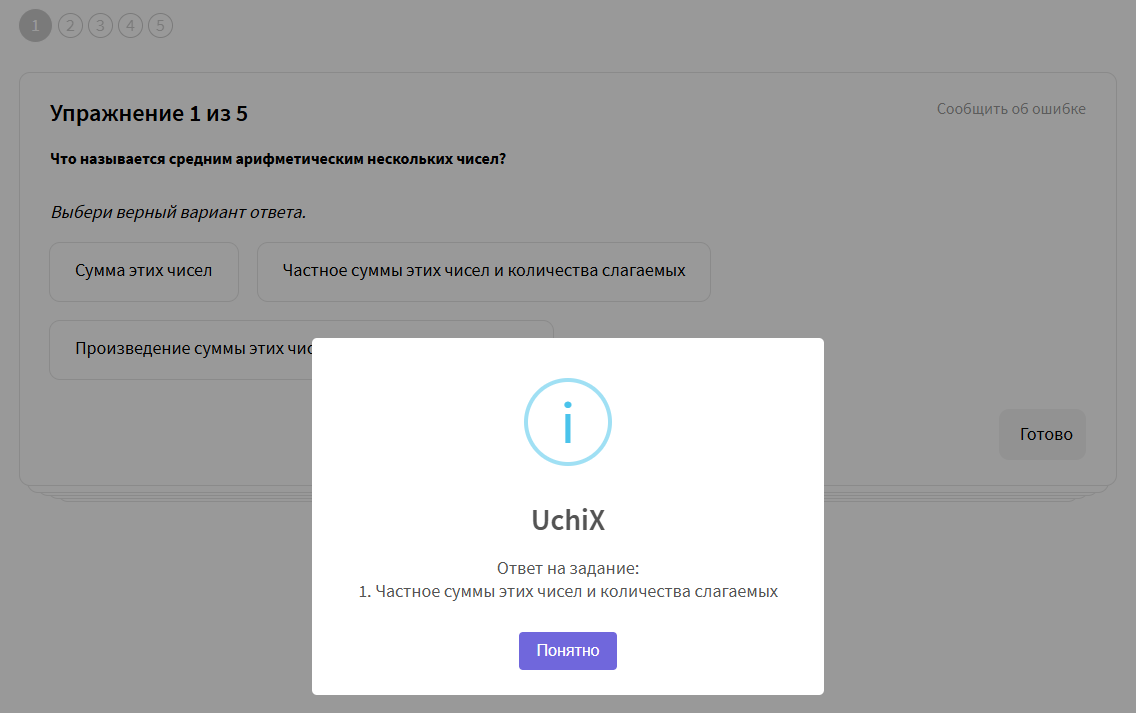 1 2 3 4 5
Упражнение 1 из 5
Сообщить об ошибке
Что называется средним арифметическим нескольких чисел?
Выбери верный вариант ответа.
Сумма этих чисел
Частное суммы этих чисел и количества слагаемых
Произведение суммы этих
Готово
UchiX
Ответ на задание:
1. Частное суммы этих чисел и количества слагаемых
Понятно